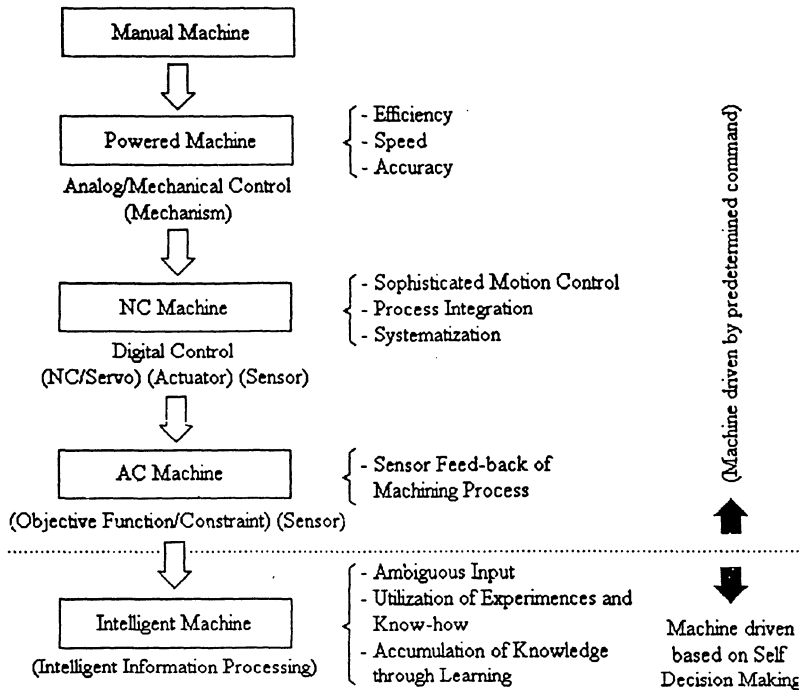 Manual Machine
Powered Machine
Analog/Mechanical Control
(Mechanism)
- Efficiency
- Speed
- Accuracy
NC Machine
Digital Control
(NC/Servo) (Actuator) (Sensor)
- Sophisticated Motion Control
- Process Integration
- Systematization
AC Machine
(Objective Function/Constraint) (Sensor)
- Sensor Feed-back of
Machining Process
(Machine driven by predetermined command)
Intelligent Machine
(Intelligent Information Processing)
- Ambiguous Input
- Utilization of Experimences and
Know-how
- Accumulation of Knowledge
through Learning
Machine driven
based on Self
Decision Making